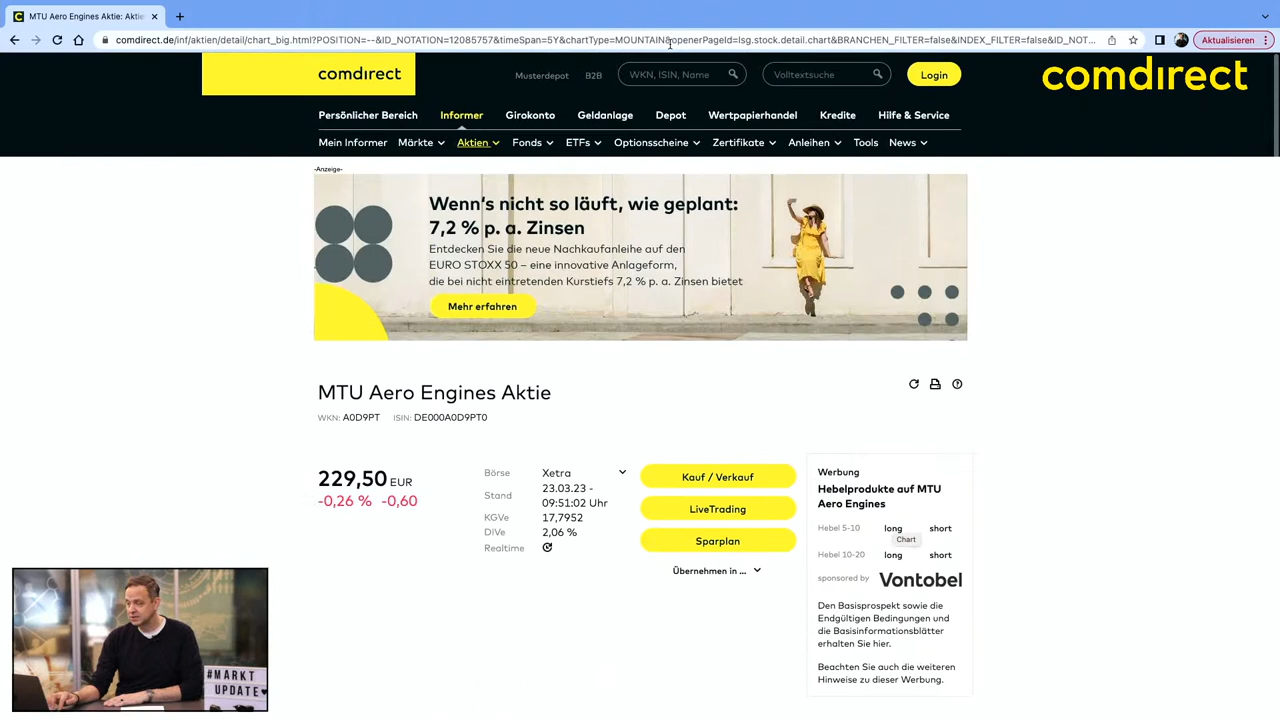 MTU Aero Engines Aktie: Aktie
comdirect.de/inf/aktien/detail/chart_big.html?POSITION=--&ID_NOTATION=12085757&timeSpan=5Y&chartType=MOUNTAIN&openerPageId=lsg.stock.detail.chart&BRANCHEN_FILTER=false&INDEX_FILTER=false&ID_NOT...
Aktualisieren
comdirect
Musterdepot B2B WKN, ISIN, Name Volltextsuche Login
comdirect
Persönlicher Bereich Informer Girokonto Geldanlage Depot Wertpapierhandel Kredite Hilfe & Service
Mein Informer Märkte Aktien Fonds ETFs Optionsscheine Zertifikate Anleihen Tools News
-Anzeige-
Wenn's nicht so läuft, wie geplant:
7,2 % p. a. Zinsen
Entdecken Sie die neue Nachkaufanleihe auf den
EURO STOXX 50 – eine innovative Anlageform,
die bei nicht eintretenden Kurstiefs 7,2 % p. a. Zinsen bietet
Mehr erfahren
MTU Aero Engines Aktie
WKN: A0D9PT ISIN: DE000A0D9PT0
229,50 EUR
-0,26 % -0,60
Börse Xetra
Stand 23.03.23 -
09:51:02 Uhr
KGVe 17,7952
DIVe 2,06 %
Realtime
Kauf / Verkauf
LiveTrading
Sparplan
Übernehmen in ...
Werbung
Hebelprodukte auf MTU
Aero Engines
Hebel 5-10 long short
Chart
Hebel 10-20 long short
sponsored by Vontobel
Den Basisprospekt sowie die
Endgültigen Bedingungen und
die Basisinformationsblätter
erhalten Sie hier.
Beachten Sie auch die weiteren
Hinweise zu dieser Werbung.
#MARKT
UPDATE